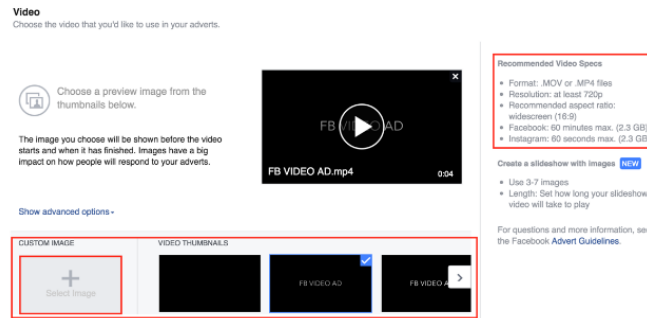 Video
Choose the video that you'd like to use in your adverts.
Choose a preview image from the
thumbnails below.
The image you choose will be shown before the video
starts and when it has finished. Images have a big
impact on how people will respond to your adverts.
FB VIDEO AD
FB VIDEO AD.mp4
0:04
Show advanced options
CUSTOM IMAGE
Select Image
VIDEO THUMBNAILS
FB VIDEO AD
FB VIDEO A
Recommended Video Specs
Format: .MOV or .MP4 files
Resolution: at least 720p
Recommended aspect ratio:
widescreen (16:9)
Facebook: 60 minutes max. (2.3 GB)
Instagram: 60 seconds max. (2.3 GB
Create a slideshow with images NEW
Use 3-7 images
Length: Set how long your slideshow
video will take to play
For questions and more information, see
the Facebook Advert Guidelines.